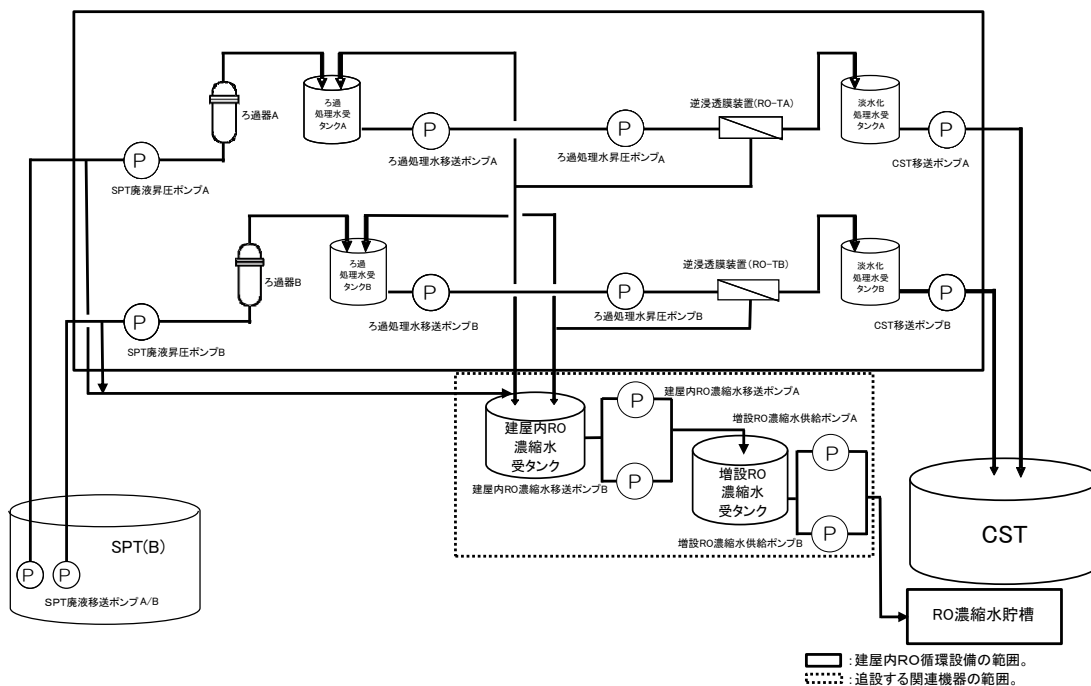 ろ過器A
ろ過
処理水受
タンクA
P
SPT廃液昇圧ポンプA
P
ろ過処理水移送ポンプA
P
ろ過処理水昇圧ポンプA
逆浸透膜装置(RO-TA)
淡水化
処理水受
タンクA
P
CST移送ポンプA
ろ過器B
ろ過
処理水受
タンクB
P
SPT廃液昇圧ポンプB
P
ろ過処理水移送ポンプB
P
ろ過処理水昇圧ポンプB
逆浸透膜装置(RO-TB)
淡水化
処理水受
タンクB
P
CST移送ポンプB
建屋内RO
濃縮水
受タンク
P
建屋内RO濃縮水移送ポンプA
P
建屋内RO濃縮水移送ポンプB
増設RO濃縮水供給ポンプA
P
増設RO
濃縮水
受タンク
P
増設RO濃縮水供給ポンプB
SPT(B)
P
P
SPT廃液移送ポンプA/B
CST
RO濃縮水貯槽
:建屋内RO循環設備の範囲。
:追設する関連機器の範囲。